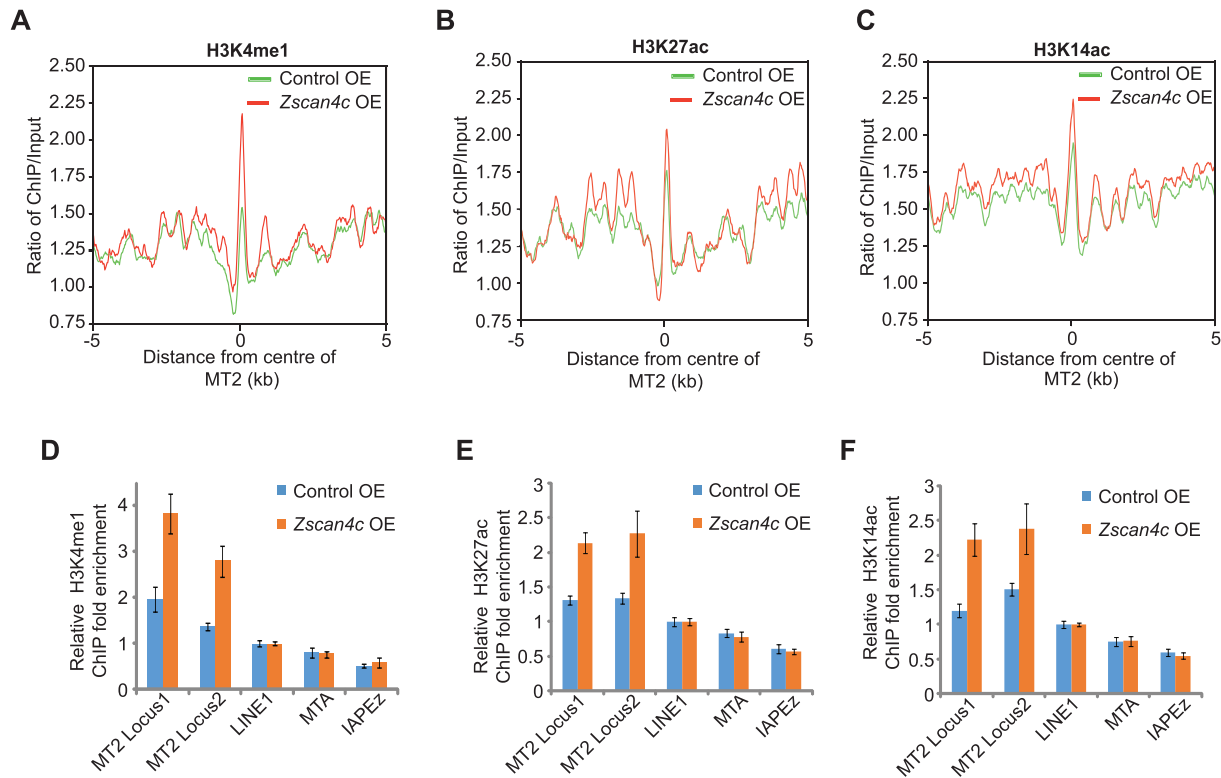 A
H3K4me1
Control OE
Zscan4c OE
Ratio of ChIP/Input
2.50
2.25
2.00
1.75
1.50
1.25
1.00
0.75
-5
0
5
Distance from centre of
MT2 (kb)
B
H3K27ac
Control OE
Zscan4c OE
Ratio of ChIP/Input
2.50
2.25
2.00
1.75
1.50
1.25
1.00
0.75
-5
0
5
Distance from centre of
MT2 (kb)
C
H3K14ac
Control OE
Zscan4c OE
Ratio of ChIP/Input
2.50
2.25
2.00
1.75
1.50
1.25
1.00
0.75
-5
0
5
Distance from centre of
MT2 (kb)
D
Relative H3K4me1
ChIP fold enrichment
Control OE
Zscan4c OE
4
3
2
1
0
MT2 Locus1
MT2 Locus2
LINE1
MTA
IAPEz
E
Relative H3K27ac
ChIP fold enrichment
Control OE
Zscan4c OE
3
2.5
2
1.5
1
0.5
0
MT2 Locus1
MT2 Locus2
LINE1
MTA
IAPEz
F
Relative H3K14ac
ChIP fold enrichment
Control OE
Zscan4c OE
3
2.5
2
1.5
1
0.5
0
MT2 Locus1
MT2 Locus2
LINE1
MTA
IAPEz